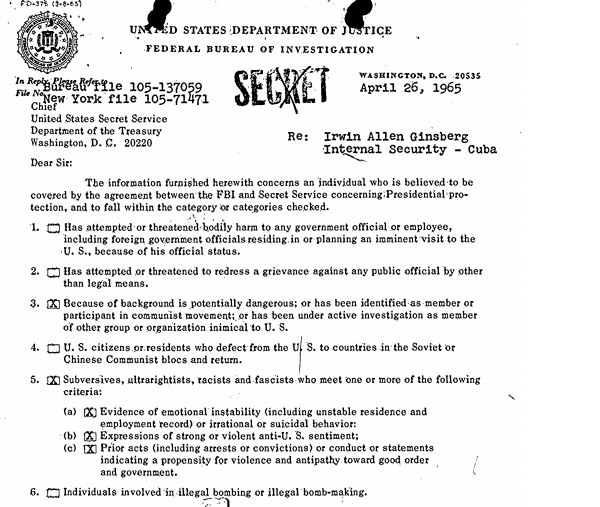 FD-376 (3-8-65)
UNITED STATES DEPARTMENT OF JUSTICE
FEDERAL BUREAU OF INVESTIGATION
In Reply, Please Refer to
File No.
Bureau file 105-137059
New York file 105-71471
SECRET
WASHINGTON, D.C. 20535
April 26, 1965
Chief
United States Secret Service
Department of the Treasury
Washington, D. C. 20220
Re: Irwin Allen Ginsberg
Internal Security - Cuba
Dear Sir:
The information furnished herewith concerns an individual who is believed to be
covered by the agreement between the FBI and Secret Service concerning Presidential pro-
tection, and to fall within the category or categories checked.
1. ☐ Has attempted or threatened bodily harm to any government official or employee,
including foreign government officials residing in or planning an imminent visit to the
U. S., because of his official status.
2. ☐ Has attempted or threatened to redress a grievance against any public official by other
than legal means.
3. ☒ Because of background is potentially dangerous; or has been identified as member or
participant in communist movement; or has been under active investigation as member
of other group or organization inimical to U. S.
4. ☐ U. S. citizens or residents who defect from the U. S. to countries in the Soviet or
Chinese Communist blocs and return.
5. ☒ Subversives, ultrarightists, racists and fascists who meet one or more of the following
criteria:
(a) ☒ Evidence of emotional instability (including unstable residence and
employment record) or irrational or suicidal behavior:
(b) ☒ Expressions of strong or violent anti-U. S. sentiment;
(c) ☒ Prior acts (including arrests or convictions) or conduct or statements
indicating a propensity for violence and antipathy toward good order
and government.
6. ☐ Individuals involved in illegal bombing or illegal bomb-making.